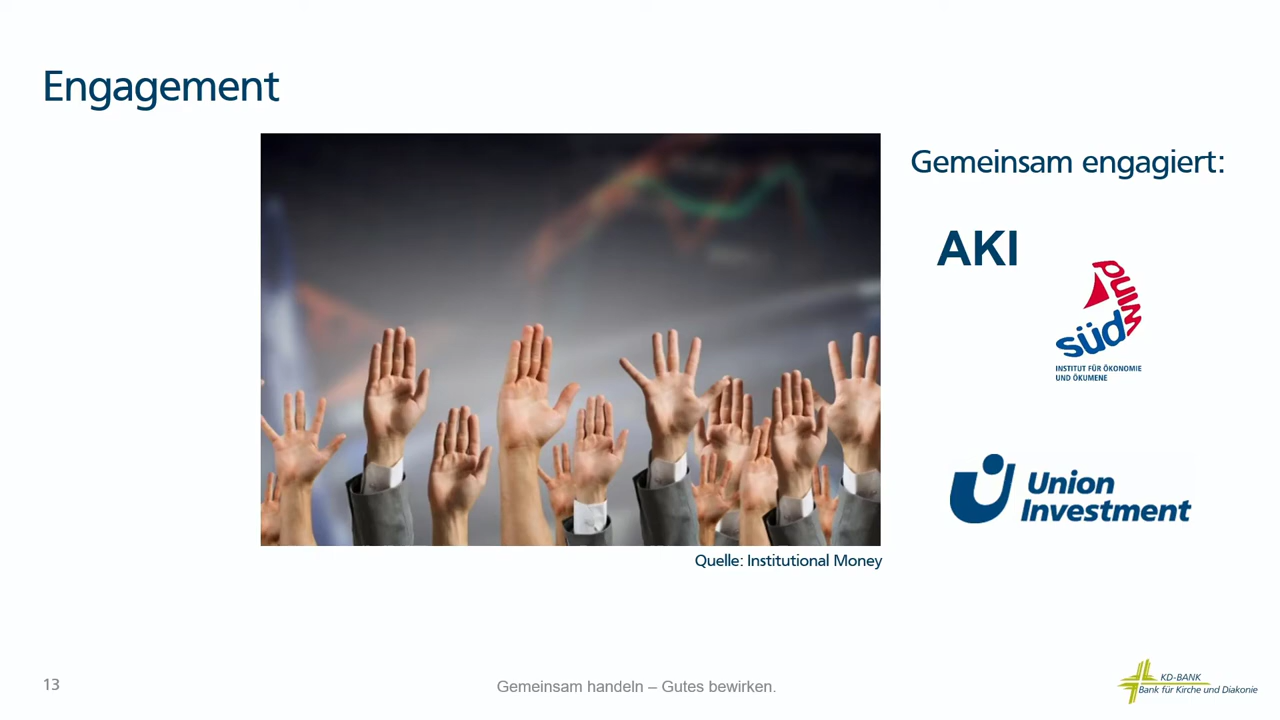 Engagement
Gemeinsam engagiert:
AKI
südwind
INSTITUT FÜR ÖKONOMIE
UND ÖKUMENE
Union
Investment
Quelle: Institutional Money
13
Gemeinsam handeln – Gutes bewirken.
KD-BANK
Bank für Kirche und Diakonie